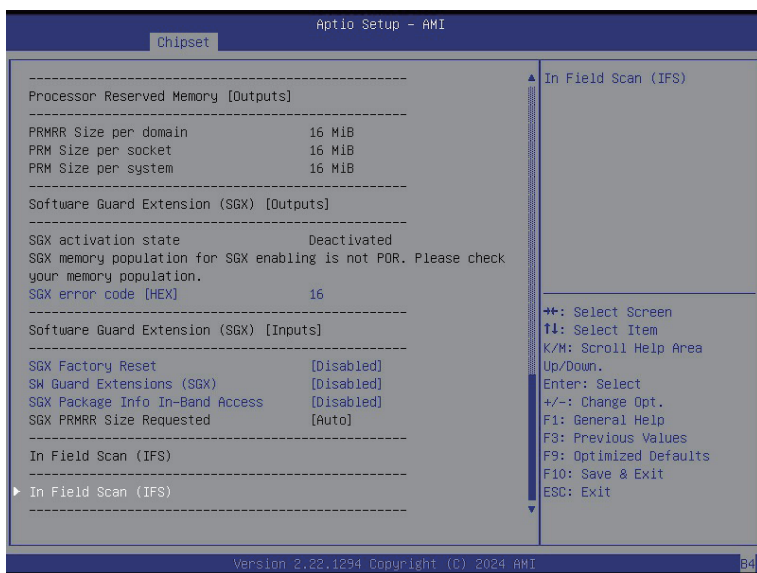 Aptio Setup – AMI
Chipset
------------------------------------------------
Processor Reserved Memory [Outputs]
------------------------------------------------
PRMRR Size per domain 16 MiB
PRM Size per socket 16 MiB
PRM Size per system 16 MiB
------------------------------------------------
Software Guard Extension (SGX) [Outputs]
------------------------------------------------
SGX activation state Deactivated
SGX memory population for SGX enabling is not POR. Please check
your memory population.
SGX error code [HEX] 16
------------------------------------------------
Software Guard Extension (SGX) [Inputs]
------------------------------------------------
SGX Factory Reset [Disabled]
SW Guard Extensions (SGX) [Disabled]
SGX Package Info In-Band Access [Disabled]
SGX PRMRR Size Requested [Auto]
------------------------------------------------
In Field Scan (IFS)
------------------------------------------------
In Field Scan (IFS)
------------------------------------------------
In Field Scan (IFS)
→←: Select Screen
↑↓: Select Item
K/M: Scroll Help Area
Up/Down.
Enter: Select
+/-: Change Opt.
F1: General Help
F3: Previous Values
F9: Optimized Defaults
F10: Save & Exit
ESC: Exit
Version 2.22.1294 Copyright (C) 2024 AMI
B4